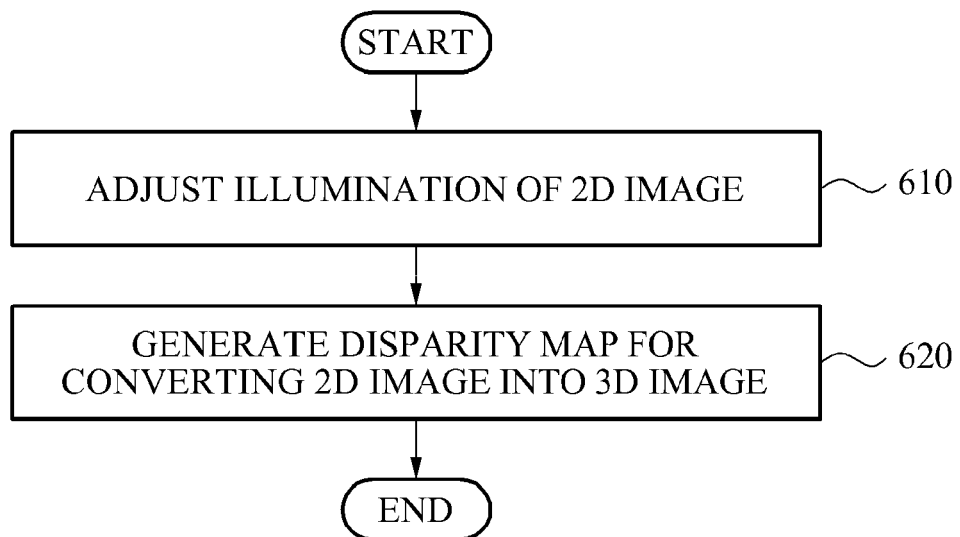 START
ADJUST ILLUMINATION OF 2D IMAGE
610
GENERATE DISPARITY MAP FOR
CONVERTING 2D IMAGE INTO 3D IMAGE
620
END